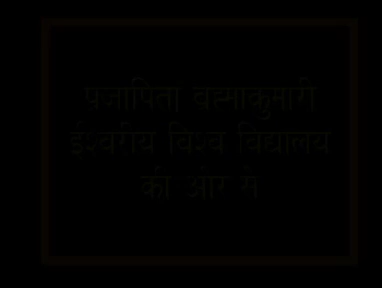 प्रजापिता ब्रह्माकुमारी
ईश्वरीय विश्व विद्यालय
की ओर से